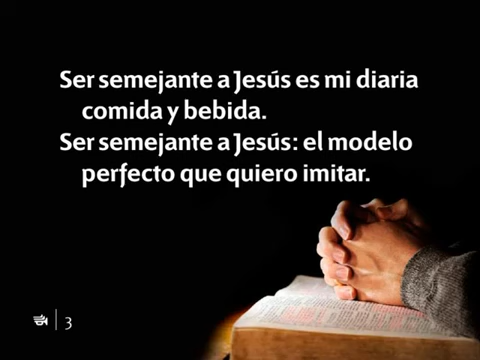 Ser semejante a Jesús es mi diaria
comida y bebida.
Ser semejante a Jesús: el modelo
perfecto que quiero imitar.
3